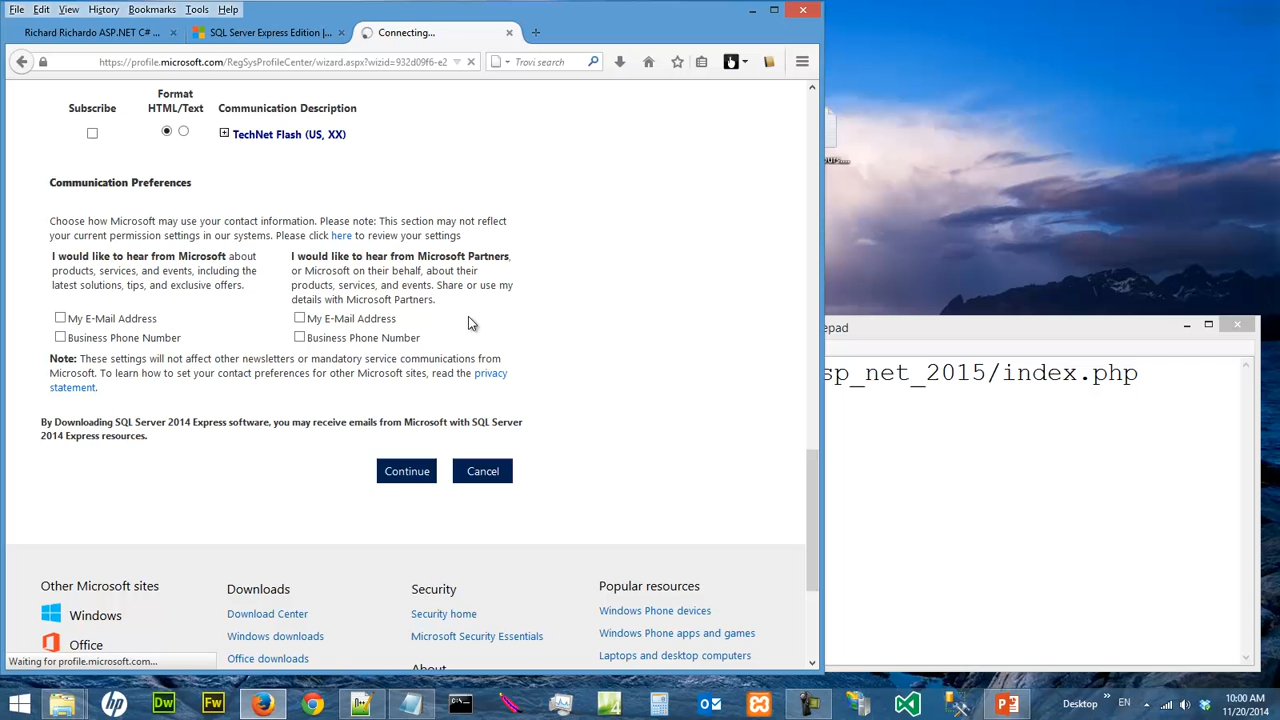 File Edit View History Bookmarks Tools Help
Richard Richardo ASP.NET C# ...
SQL Server Express Edition |...
Connecting...
https://profile.microsoft.com/RegSysProfileCenter/wizard.aspx?wizid=932d09f6-e2
Trovi search
Subscribe
Format
HTML/Text
Communication Description
TechNet Flash (US, XX)
Communication Preferences
Choose how Microsoft may use your contact information. Please note: This section may not reflect
your current permission settings in our systems. Please click here to review your settings
I would like to hear from Microsoft about
products, services, and events, including the
latest solutions, tips, and exclusive offers.
My E-Mail Address
Business Phone Number
I would like to hear from Microsoft Partners,
or Microsoft on their behalf, about their
products, services, and events. Share or use my
details with Microsoft Partners.
My E-Mail Address
Business Phone Number
Note: These settings will not affect other newsletters or mandatory service communications from
Microsoft. To learn how to set your contact preferences for other Microsoft sites, read the privacy
statement.
By Downloading SQL Server 2014 Express software, you may receive emails from Microsoft with SQL Server
2014 Express resources.
Continue
Cancel
Other Microsoft sites
Windows
Office
Downloads
Download Center
Windows downloads
Office downloads
Security
Security home
Microsoft Security Essentials
About
Popular resources
Windows Phone devices
Windows Phone apps and games
Laptops and desktop computers
Waiting for profile.microsoft.com...
urs....
epad
sp_net_2015/index.php
hp
Dw
Fw
Desktop
EN
10:00 AM
11/20/2014